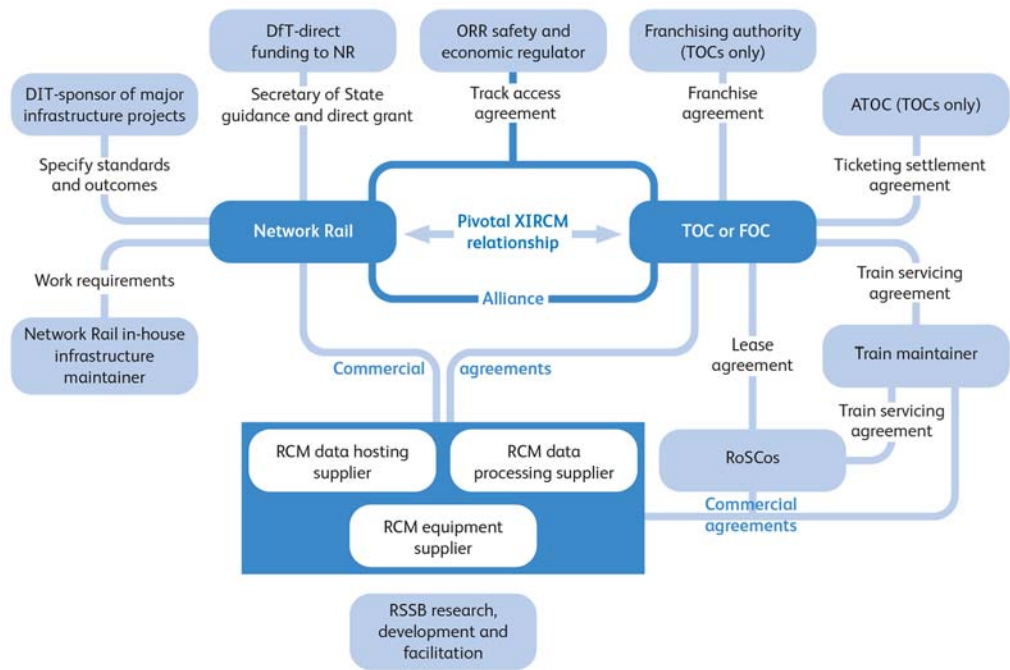 DfT-direct
funding to NR
ORR safety and
economic regulator
Franchising authority
(TOCs only)
DIT-sponsor of major
infrastructure projects
Secretary of State
guidance and direct grant
Track access
agreement
Franchise
agreement
ATOC (TOCs only)
Specify standards
and outcomes
Ticketing settlement
agreement
Network Rail
Pivotal XIRCM
relationship
TOC or FOC
Work requirements
Alliance
Train servicing
agreement
Network Rail in-house
infrastructure
maintainer
Commercial agreements
Lease
agreement
Train maintainer
Train servicing
agreement
RCM data hosting
supplier
RCM data
processing supplier
RoSCos
RCM equipment
supplier
Commercial
agreements
RSSB research,
development and
facilitation